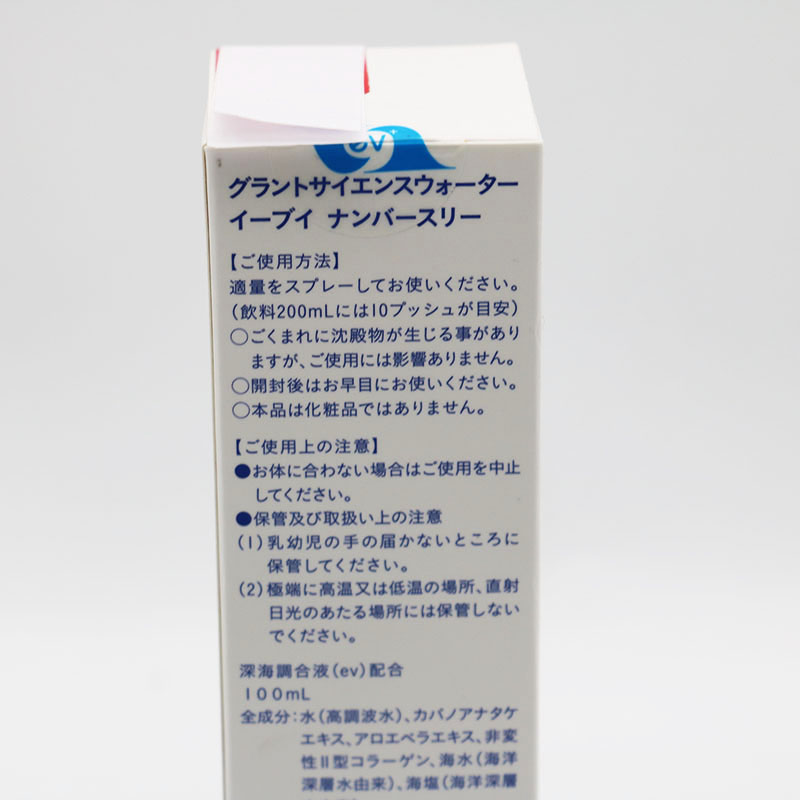 ev
グラントサイエンスウォーター
イーブイ ナンバースリー
【ご使用方法】
適量をスプレーしてお使いください。
(飲料200mLには10プッシュが目安)
○ごくまれに沈殿物が生じる事があり
ますが、ご使用には影響ありません。
○開封後はお早目にお使いください。
○本品は化粧品ではありません。
【ご使用上の注意】
●お体に合わない場合はご使用を中止
してください。
●保管及び取扱い上の注意
(1)乳幼児の手の届かないところに
保管してください。
(2)極端に高温又は低温の場所、直射
日光のあたる場所には保管しない
でください。
深海調合液(ev)配合
100mL
全成分:水(高調波水)、カバノアナタケ
エキス、アロエベラエキス、非変
性II型コラーゲン、海水(海洋
深層水由来)、海塩(海洋深層